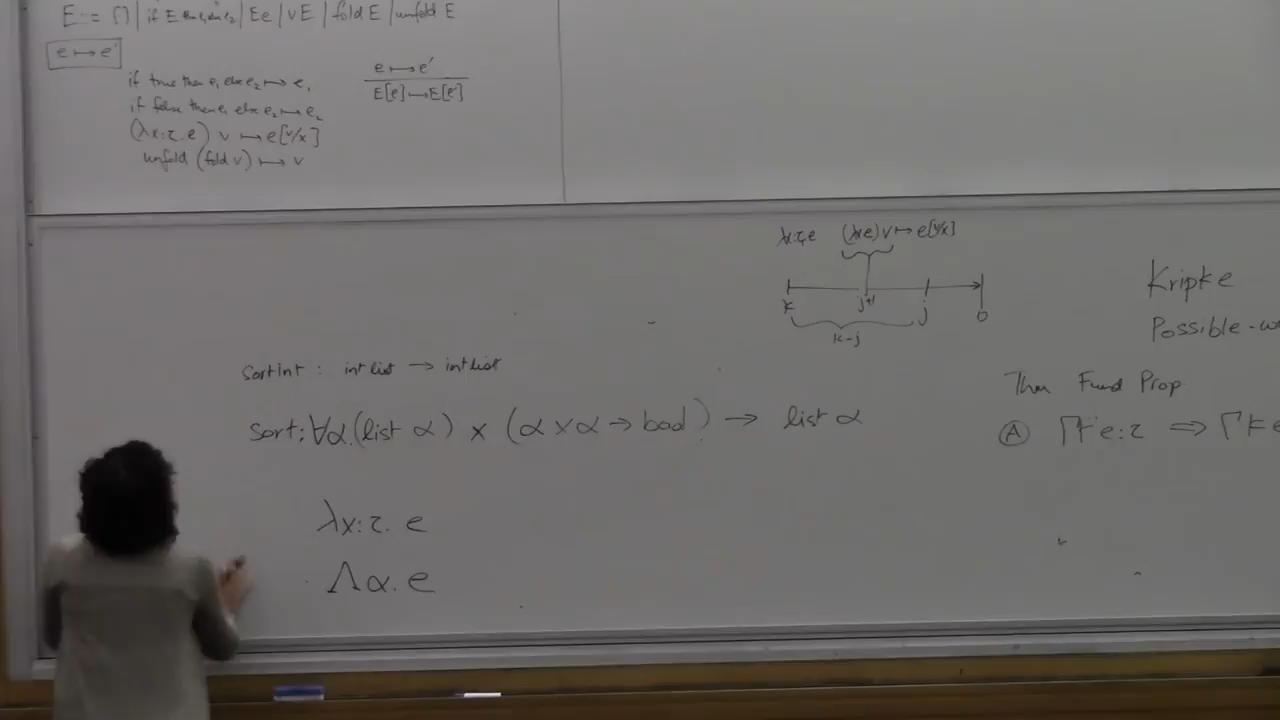 E ::= [] | if E then e₁ else e₂ | E e | v E | fold E | unfold E
e ↦ e'
if true then e₁ else e₂ ↦ e₁
if false then e₁ else e₂ ↦ e₂
(λx:τ.e) v ↦ e[v/x]
unfold (fold v) ↦ v
e ↦ e'
E[e] ↦ E[e']
λx:τ.e (λx.e) v ↦ e[v/x]
k j+1 j 0
k-j
Kripke
Possible-w
Thm Fund Prop
Ⓐ Γ ⊢ e:τ ⟹ Γ ⊨ e
sortInt : int list → int list
sort: ∀α.(list α) × (α × α → bool) → list α
λx:τ. e
Λα. e